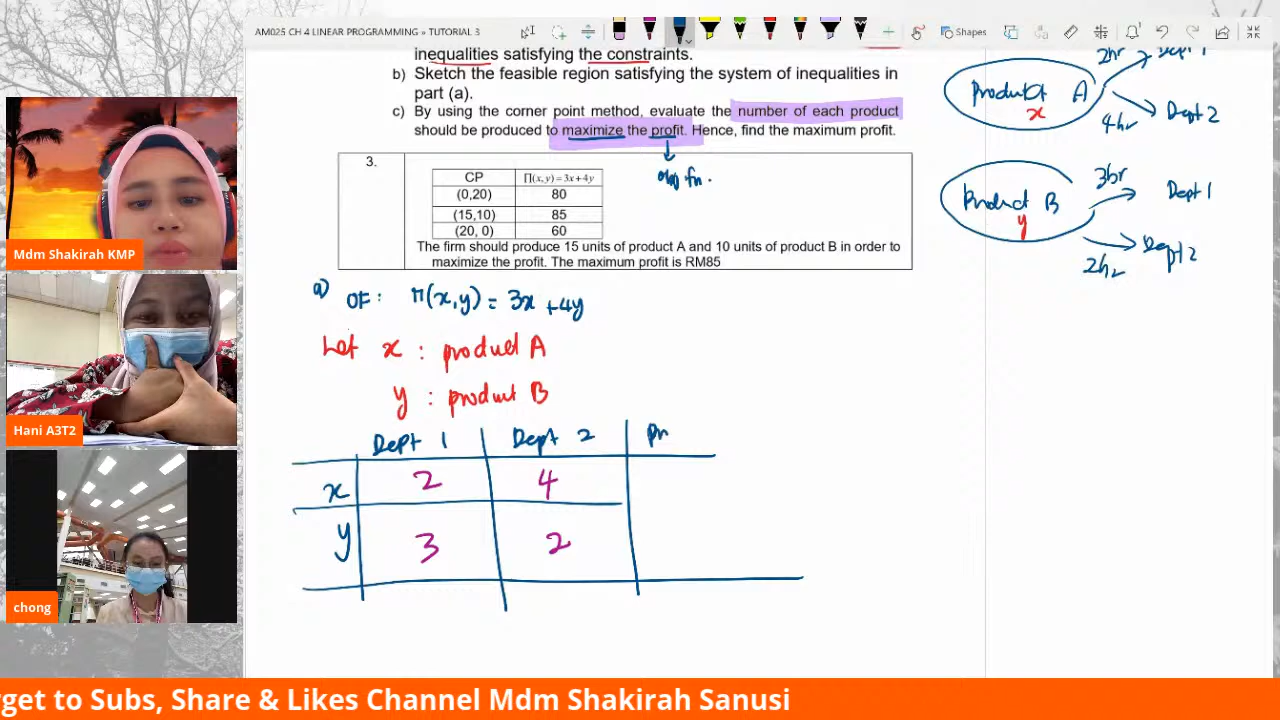 AM025 CH 4 LINEAR PROGRAMMING » TUTORIAL 3
Shapes
inequalities satisfying the constraints.
b) Sketch the feasible region satisfying the system of inequalities in
part (a).
c) By using the corner point method, evaluate the number of each product
should be produced to maximize the profit. Hence, find the maximum profit.
obj fn.
3.
CP Π(x, y) = 3x + 4y
(0,20) 80
(15,10) 85
(20, 0) 60
The firm should produce 15 units of product A and 10 units of product B in order to
maximize the profit. The maximum profit is RM85
a) OF: Π(x,y) = 3x + 4y
Let x : product A
y : product B
Dept 1 Dept 2 Pr
x 2 4
y 3 2
2hr Dept 1
Product A
x
4hr Dept 2
3hr Dept 1
Product B
y
2hr Dept 2
Mdm Shakirah KMP
Hani A3T2
chong
rget to Subs, Share & Likes Channel Mdm Shakirah Sanusi